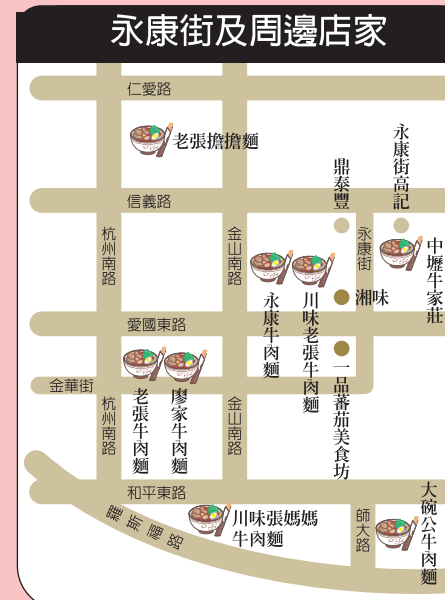 永康街及周邊店家
仁愛路
老張擔擔麵
永康街高記
鼎泰豐
信義路
杭州南路
金山南路
永康街
中壢牛家莊
永康牛肉麵
川味老張牛肉麵
湘味
愛國東路
一品蕃茄美食坊
金華街
老張牛肉麵
廖家牛肉麵
杭州南路
金山南路
和平東路
羅斯福路
川味張媽媽
牛肉麵
師大路
大碗公牛肉麵